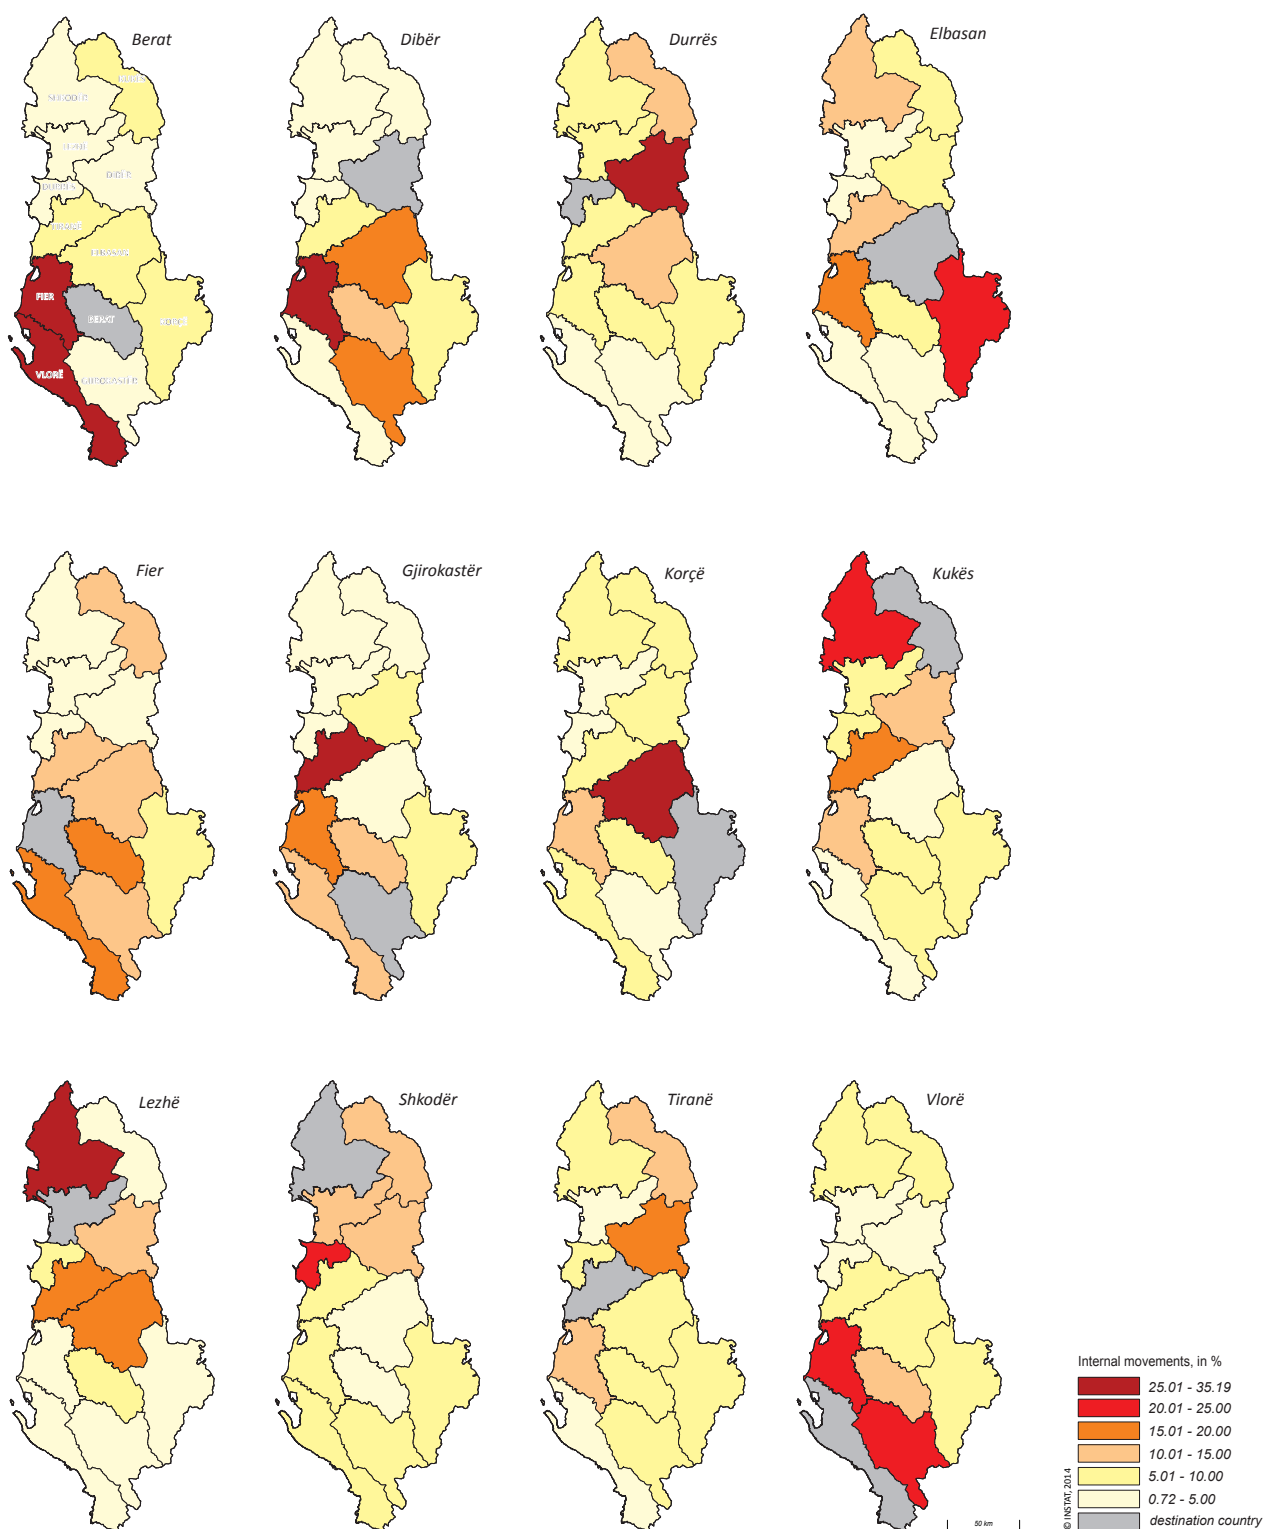 Berat
Dibër
Durrës
Elbasan
KUKËS
SHKODËR
LEZHË
DIBËR
DURRËS
TIRANË
ELBASAN
FIER
BERAT
KORÇË
VLORË
GJIROKASTËR
Fier
Gjirokastër
Korçë
Kukës
Lezhë
Shkodër
Tiranë
Vlorë
Internal movements, in %
25.01 - 35.19
20.01 - 25.00
15.01 - 20.00
10.01 - 15.00
5.01 - 10.00
0.72 - 5.00
destination country
50 km
© INSTAT, 2014